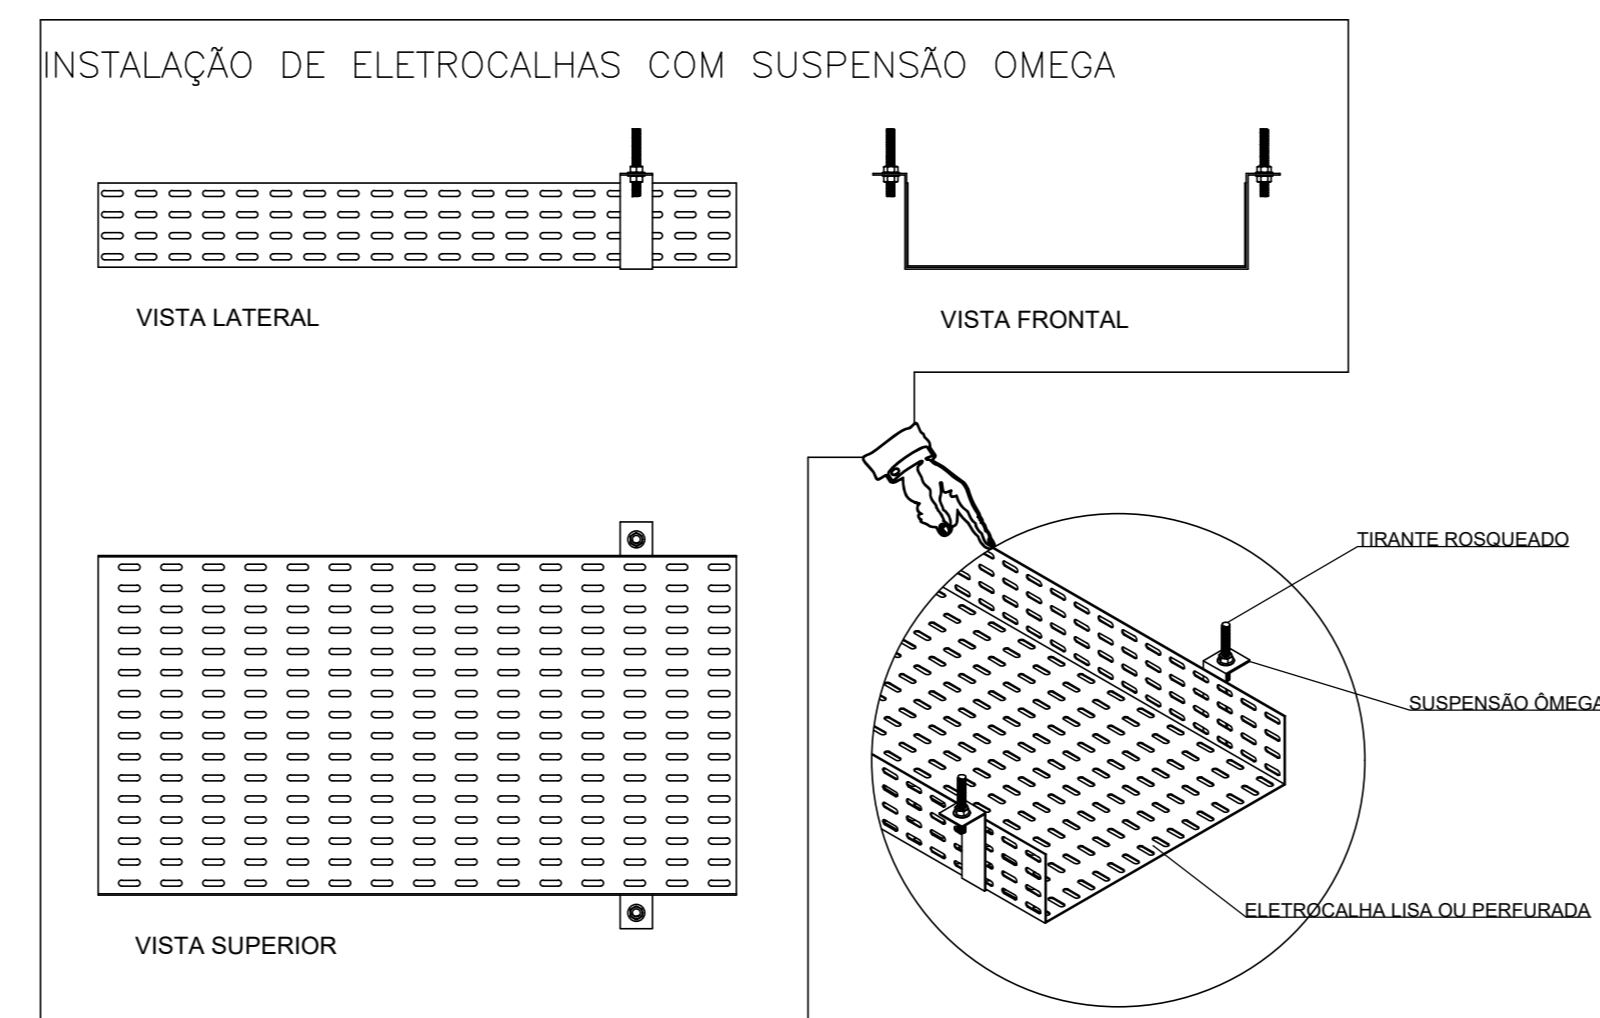 INSTALAÇÃO DE ELETROCALHAS COM SUSPENSÃO OMEGA
VISTA LATERAL
VISTA FRONTAL
TIRANTE ROSQUEADO
SUSPENSÃO ÔMEGA
ELETROCALHA LISA OU PERFURADA
VISTA SUPERIOR